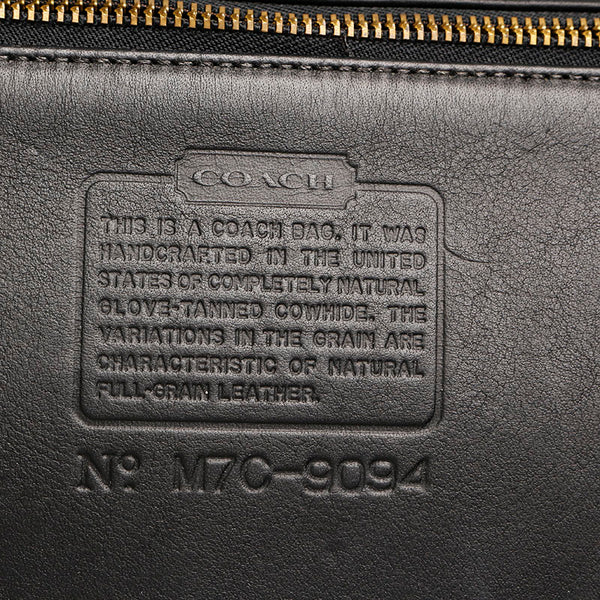 COACH
THIS IS A COACH BAG. IT WAS
HANDCRAFTED IN THE UNITED
STATES OF COMPLETELY NATURAL
GLOVE-TANNED COWHIDE. THE
VARIATIONS IN THE GRAIN ARE
CHARACTERISTIC OF NATURAL
FULL-GRAIN LEATHER.
Nº M7C-9094